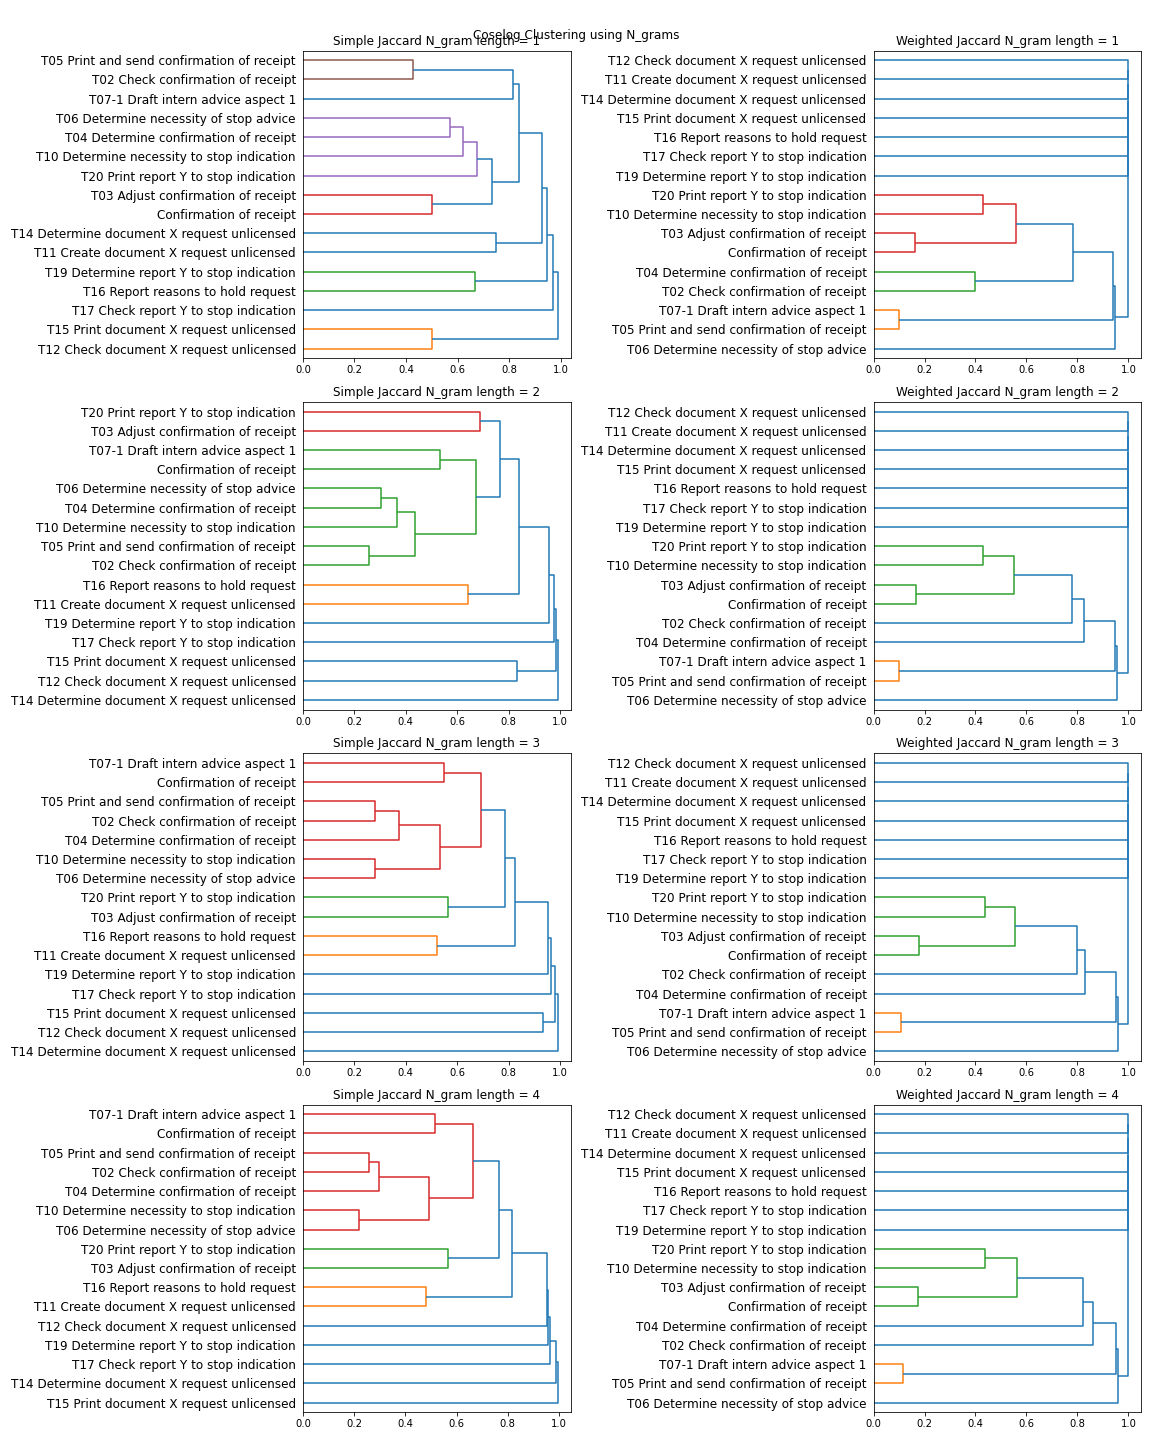 Coselog Clustering using N_grams
Simple Jaccard N_gram length = 1
T05 Print and send confirmation of receipt
T02 Check confirmation of receipt
T07-1 Draft intern advice aspect 1
T06 Determine necessity of stop advice
T04 Determine confirmation of receipt
T10 Determine necessity to stop indication
T20 Print report Y to stop indication
T03 Adjust confirmation of receipt
Confirmation of receipt
T14 Determine document X request unlicensed
T11 Create document X request unlicensed
T19 Determine report Y to stop indication
T16 Report reasons to hold request
T17 Check report Y to stop indication
T15 Print document X request unlicensed
T12 Check document X request unlicensed
0.0 0.2 0.4 0.6 0.8 1.0
Weighted Jaccard N_gram length = 1
T12 Check document X request unlicensed
T11 Create document X request unlicensed
T14 Determine document X request unlicensed
T15 Print document X request unlicensed
T16 Report reasons to hold request
T17 Check report Y to stop indication
T19 Determine report Y to stop indication
T20 Print report Y to stop indication
T10 Determine necessity to stop indication
T03 Adjust confirmation of receipt
Confirmation of receipt
T04 Determine confirmation of receipt
T02 Check confirmation of receipt
T07-1 Draft intern advice aspect 1
T05 Print and send confirmation of receipt
T06 Determine necessity of stop advice
0.0 0.2 0.4 0.6 0.8 1.0
Simple Jaccard N_gram length = 2
T20 Print report Y to stop indication
T03 Adjust confirmation of receipt
T07-1 Draft intern advice aspect 1
Confirmation of receipt
T06 Determine necessity of stop advice
T04 Determine confirmation of receipt
T10 Determine necessity to stop indication
T05 Print and send confirmation of receipt
T02 Check confirmation of receipt
T16 Report reasons to hold request
T11 Create document X request unlicensed
T19 Determine report Y to stop indication
T17 Check report Y to stop indication
T15 Print document X request unlicensed
T12 Check document X request unlicensed
T14 Determine document X request unlicensed
0.0 0.2 0.4 0.6 0.8 1.0
Weighted Jaccard N_gram length = 2
T12 Check document X request unlicensed
T11 Create document X request unlicensed
T14 Determine document X request unlicensed
T15 Print document X request unlicensed
T16 Report reasons to hold request
T17 Check report Y to stop indication
T19 Determine report Y to stop indication
T20 Print report Y to stop indication
T10 Determine necessity to stop indication
T03 Adjust confirmation of receipt
Confirmation of receipt
T02 Check confirmation of receipt
T04 Determine confirmation of receipt
T07-1 Draft intern advice aspect 1
T05 Print and send confirmation of receipt
T06 Determine necessity of stop advice
0.0 0.2 0.4 0.6 0.8 1.0
Simple Jaccard N_gram length = 3
T07-1 Draft intern advice aspect 1
Confirmation of receipt
T05 Print and send confirmation of receipt
T02 Check confirmation of receipt
T04 Determine confirmation of receipt
T10 Determine necessity to stop indication
T06 Determine necessity of stop advice
T20 Print report Y to stop indication
T03 Adjust confirmation of receipt
T16 Report reasons to hold request
T11 Create document X request unlicensed
T19 Determine report Y to stop indication
T17 Check report Y to stop indication
T15 Print document X request unlicensed
T12 Check document X request unlicensed
T14 Determine document X request unlicensed
0.0 0.2 0.4 0.6 0.8 1.0
Weighted Jaccard N_gram length = 3
T12 Check document X request unlicensed
T11 Create document X request unlicensed
T14 Determine document X request unlicensed
T15 Print document X request unlicensed
T16 Report reasons to hold request
T17 Check report Y to stop indication
T19 Determine report Y to stop indication
T20 Print report Y to stop indication
T10 Determine necessity to stop indication
T03 Adjust confirmation of receipt
Confirmation of receipt
T02 Check confirmation of receipt
T04 Determine confirmation of receipt
T07-1 Draft intern advice aspect 1
T05 Print and send confirmation of receipt
T06 Determine necessity of stop advice
0.0 0.2 0.4 0.6 0.8 1.0
Simple Jaccard N_gram length = 4
T07-1 Draft intern advice aspect 1
Confirmation of receipt
T05 Print and send confirmation of receipt
T02 Check confirmation of receipt
T04 Determine confirmation of receipt
T10 Determine necessity to stop indication
T06 Determine necessity of stop advice
T20 Print report Y to stop indication
T03 Adjust confirmation of receipt
T16 Report reasons to hold request
T11 Create document X request unlicensed
T12 Check document X request unlicensed
T19 Determine report Y to stop indication
T17 Check report Y to stop indication
T14 Determine document X request unlicensed
T15 Print document X request unlicensed
0.0 0.2 0.4 0.6 0.8 1.0
Weighted Jaccard N_gram length = 4
T12 Check document X request unlicensed
T11 Create document X request unlicensed
T14 Determine document X request unlicensed
T15 Print document X request unlicensed
T16 Report reasons to hold request
T17 Check report Y to stop indication
T19 Determine report Y to stop indication
T20 Print report Y to stop indication
T10 Determine necessity to stop indication
T03 Adjust confirmation of receipt
Confirmation of receipt
T04 Determine confirmation of receipt
T02 Check confirmation of receipt
T07-1 Draft intern advice aspect 1
T05 Print and send confirmation of receipt
T06 Determine necessity of stop advice
0.0 0.2 0.4 0.6 0.8 1.0